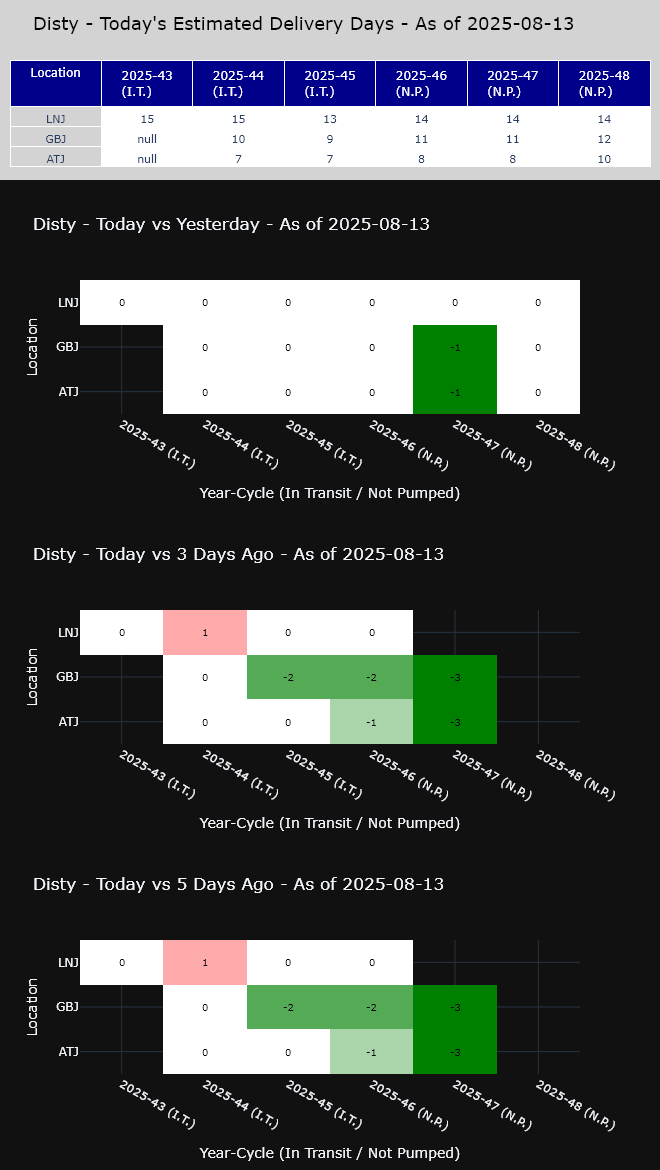 Disty - Today's Estimated Delivery Days - As of 2025-08-13
Location 2025-43 (I.T.) 2025-44 (I.T.) 2025-45 (I.T.) 2025-46 (N.P.) 2025-47 (N.P.) 2025-48 (N.P.)
LNJ 15 15 13 14 14 14
GBJ null 10 9 11 11 12
ATJ null 7 7 8 8 10
Disty - Today vs Yesterday - As of 2025-08-13
Location
LNJ 0 0 0 0 0 0
GBJ 0 0 0 -1 0
ATJ 0 0 0 -1 0
2025-43 (I.T.) 2025-44 (I.T.) 2025-45 (I.T.) 2025-46 (N.P.) 2025-47 (N.P.) 2025-48 (N.P.)
Year-Cycle (In Transit / Not Pumped)
Disty - Today vs 3 Days Ago - As of 2025-08-13
Location
LNJ 0 1 0 0
GBJ 0 -2 -2 -3
ATJ 0 0 -1 -3
2025-43 (I.T.) 2025-44 (I.T.) 2025-45 (I.T.) 2025-46 (N.P.) 2025-47 (N.P.) 2025-48 (N.P.)
Year-Cycle (In Transit / Not Pumped)
Disty - Today vs 5 Days Ago - As of 2025-08-13
Location
LNJ 0 1 0 0
GBJ 0 -2 -2 -3
ATJ 0 0 -1 -3
2025-43 (I.T.) 2025-44 (I.T.) 2025-45 (I.T.) 2025-46 (N.P.) 2025-47 (N.P.) 2025-48 (N.P.)
Year-Cycle (In Transit / Not Pumped)